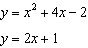 y = x² + 4x − 2
y = 2x + 1